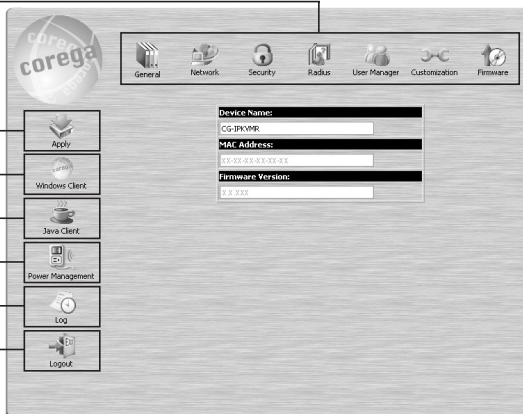 corega
General Network Security Radius User Manager Customization Firmware
Device Name:
CG-IPKVMR
MAC Address:
XX-XX-XX-XX-XX-XX
Firmware Version:
X.X.XXX
Apply
corega
Windows Client
Java Client
Power Management
Log
Logout